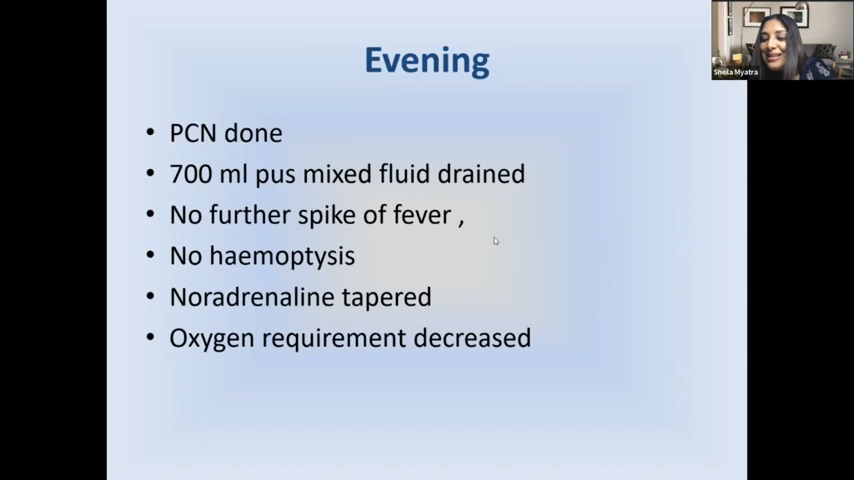 Evening
Sheila Myatra
• PCN done
• 700 ml pus mixed fluid drained
• No further spike of fever ,
• No haemoptysis
• Noradrenaline tapered
• Oxygen requirement decreased